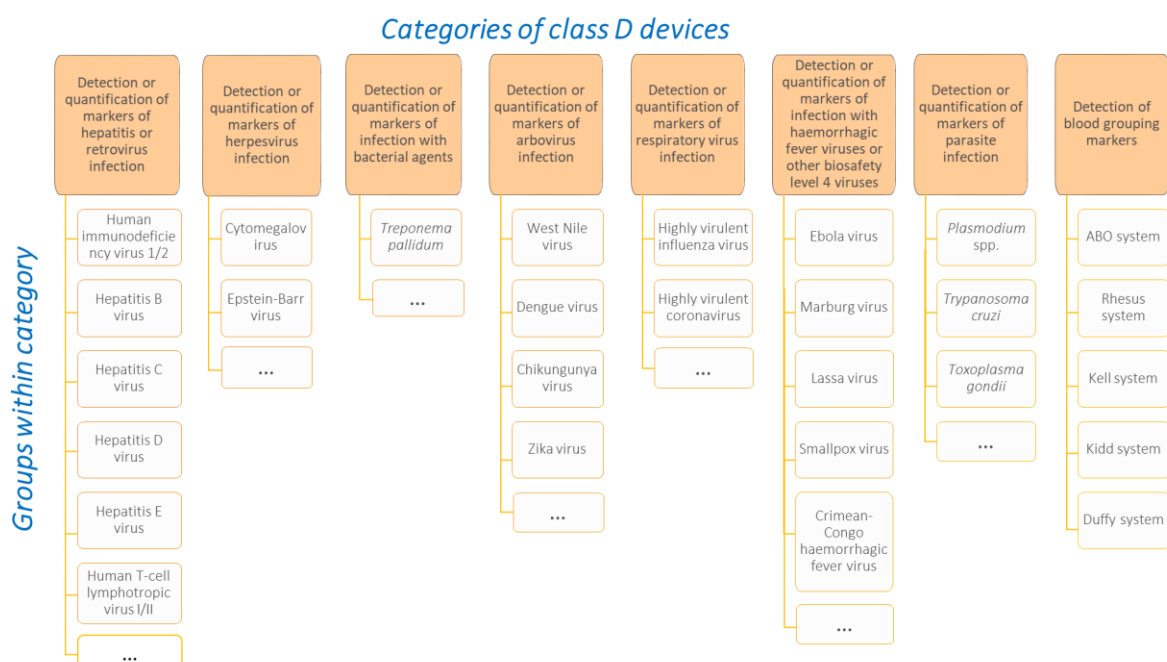 Categories of class D devices
Groups within category
Detection or
quantification of
markers of
hepatitis or
retrovirus
infection
Human
immunodeficie
ncy virus 1/2
Hepatitis B
virus
Hepatitis C
virus
Hepatitis D
virus
Hepatitis E
virus
Human T-cell
lymphotropic
virus I/II
...
Detection or
quantification of
markers of
herpesvirus
infection
Cytomegalov
irus
Epstein-Barr
virus
...
Detection or
quantification of
markers of
infection with
bacterial agents
Treponema
pallidum
...
Detection or
quantification of
markers of
arbovirus
infection
West Nile
virus
Dengue virus
Chikungunya
virus
Zika virus
...
Detection or
quantification of
markers of
respiratory virus
infection
Highly virulent
influenza virus
Highly virulent
coronavirus
...
Detection or
quantification of
markers of
infection with
haemorrhagic
fever viruses or
other biosafety
level 4 viruses
Ebola virus
Marburg virus
Lassa virus
Smallpox virus
Crimean-
Congo
haemorrhagic
fever virus
...
Detection or
quantification of
markers of
parasite
infection
Plasmodium
spp.
Trypanosoma
cruzi
Toxoplasma
gondii
...
Detection of
blood grouping
markers
ABO system
Rhesus
system
Kell system
Kidd system
Duffy system